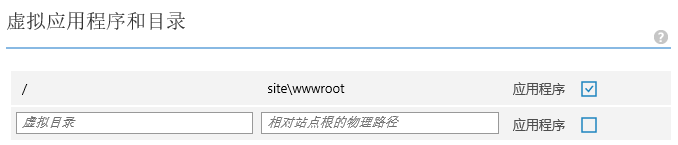 虚拟应用程序和目录
?
/ site\wwwroot 应用程序
虚拟目录 相对站点根的物理路径 应用程序